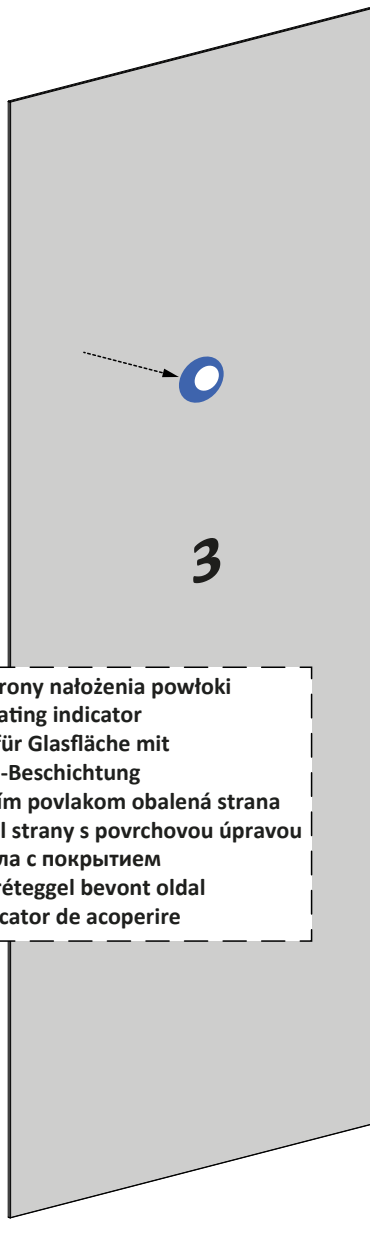 3
rony nałożenia powłoki
ating indicator
für Glasfläche mit
-Beschichtung
ím povlakom obalená strana
l strany s povrchovou úpravou
ла с покрытием
réteggel bevont oldal
cator de acoperire